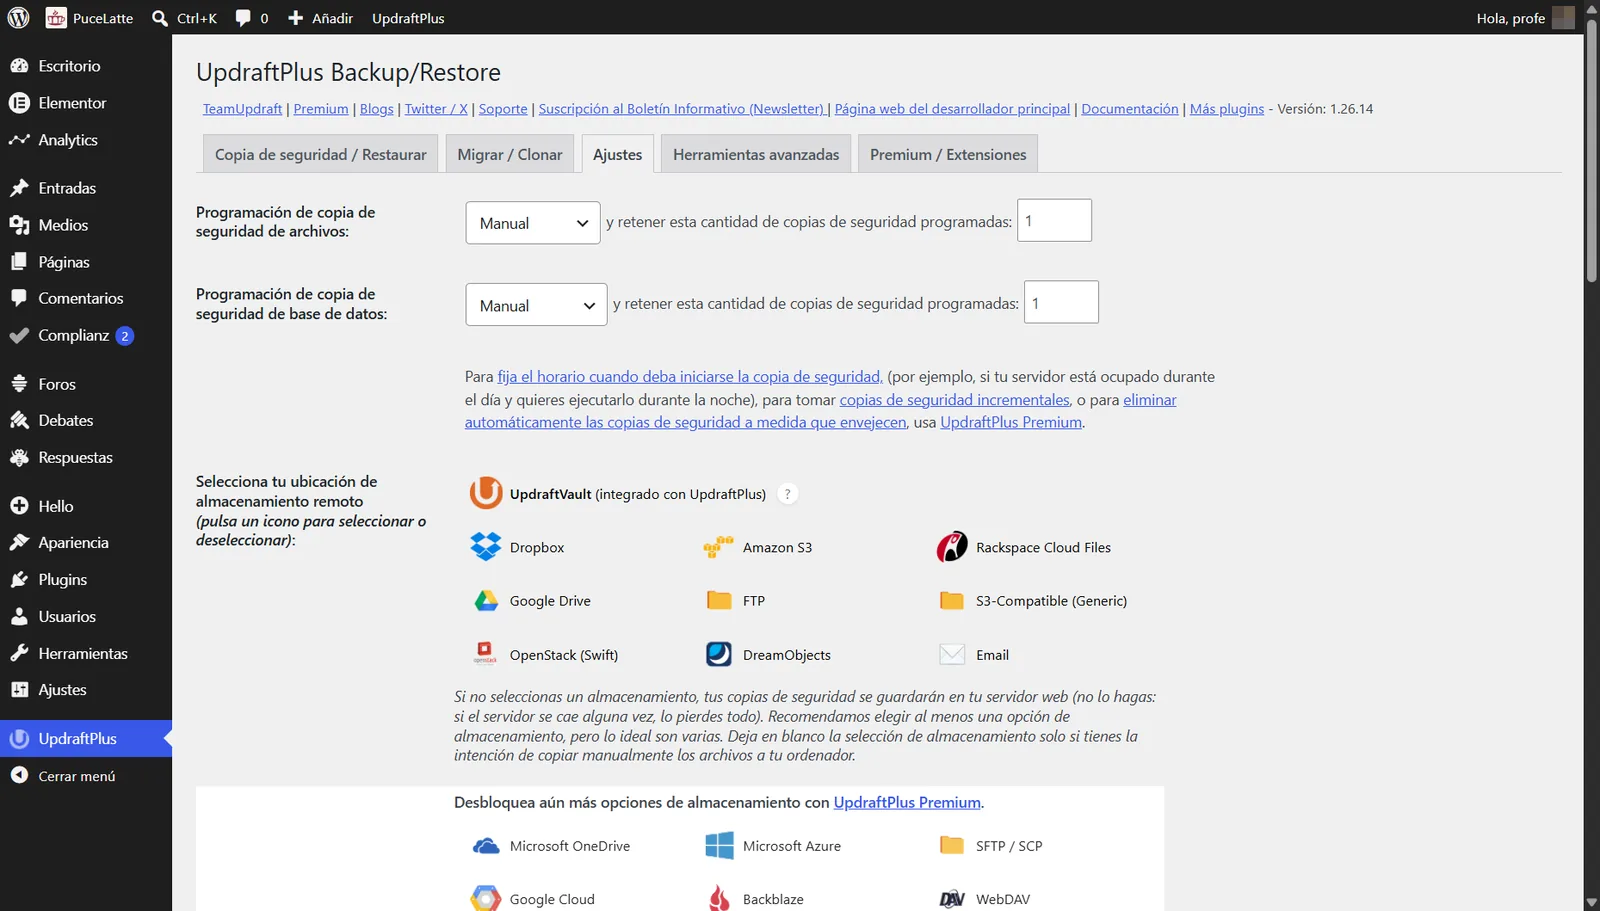 PuceLatte Ctrl+K 0 Añadir UpdraftPlus Hola, profe
Escritorio
Elementor
Analytics
Entradas
Medios
Páginas
Comentarios
Complianz 2
Foros
Debates
Respuestas
Hello
Apariencia
Plugins
Usuarios
Herramientas
Ajustes
UpdraftPlus
Cerrar menú
UpdraftPlus Backup/Restore
TeamUpdraft | Premium | Blogs | Twitter / X | Soporte | Suscripción al Boletín Informativo (Newsletter) | Página web del desarrollador principal | Documentación | Más plugins - Versión: 1.26.14
Copia de seguridad / Restaurar Migrar / Clonar Ajustes Herramientas avanzadas Premium / Extensiones
Programación de copia de
seguridad de archivos:
Manual y retener esta cantidad de copias de seguridad programadas: 1
Programación de copia de
seguridad de base de datos:
Manual y retener esta cantidad de copias de seguridad programadas: 1
Para fija el horario cuando deba iniciarse la copia de seguridad, (por ejemplo, si tu servidor está ocupado durante
el día y quieres ejecutarlo durante la noche), para tomar copias de seguridad incrementales, o para eliminar
automáticamente las copias de seguridad a medida que envejecen, usa UpdraftPlus Premium.
Selecciona tu ubicación de
almacenamiento remoto
(pulsa un icono para seleccionar o
deseleccionar):
UpdraftVault (integrado con UpdraftPlus) ?
Dropbox Amazon S3 Rackspace Cloud Files
Google Drive FTP S3-Compatible (Generic)
openstack OpenStack (Swift) DreamObjects Email
Si no seleccionas un almacenamiento, tus copias de seguridad se guardarán en tu servidor web (no lo hagas:
si el servidor se cae alguna vez, lo pierdes todo). Recomendamos elegir al menos una opción de
almacenamiento, pero lo ideal son varias. Deja en blanco la selección de almacenamiento solo si tienes la
intención de copiar manualmente los archivos a tu ordenador.
Desbloquea aún más opciones de almacenamiento con UpdraftPlus Premium.
Microsoft OneDrive Microsoft Azure SFTP / SCP
Google Cloud Backblaze DAV WebDAV